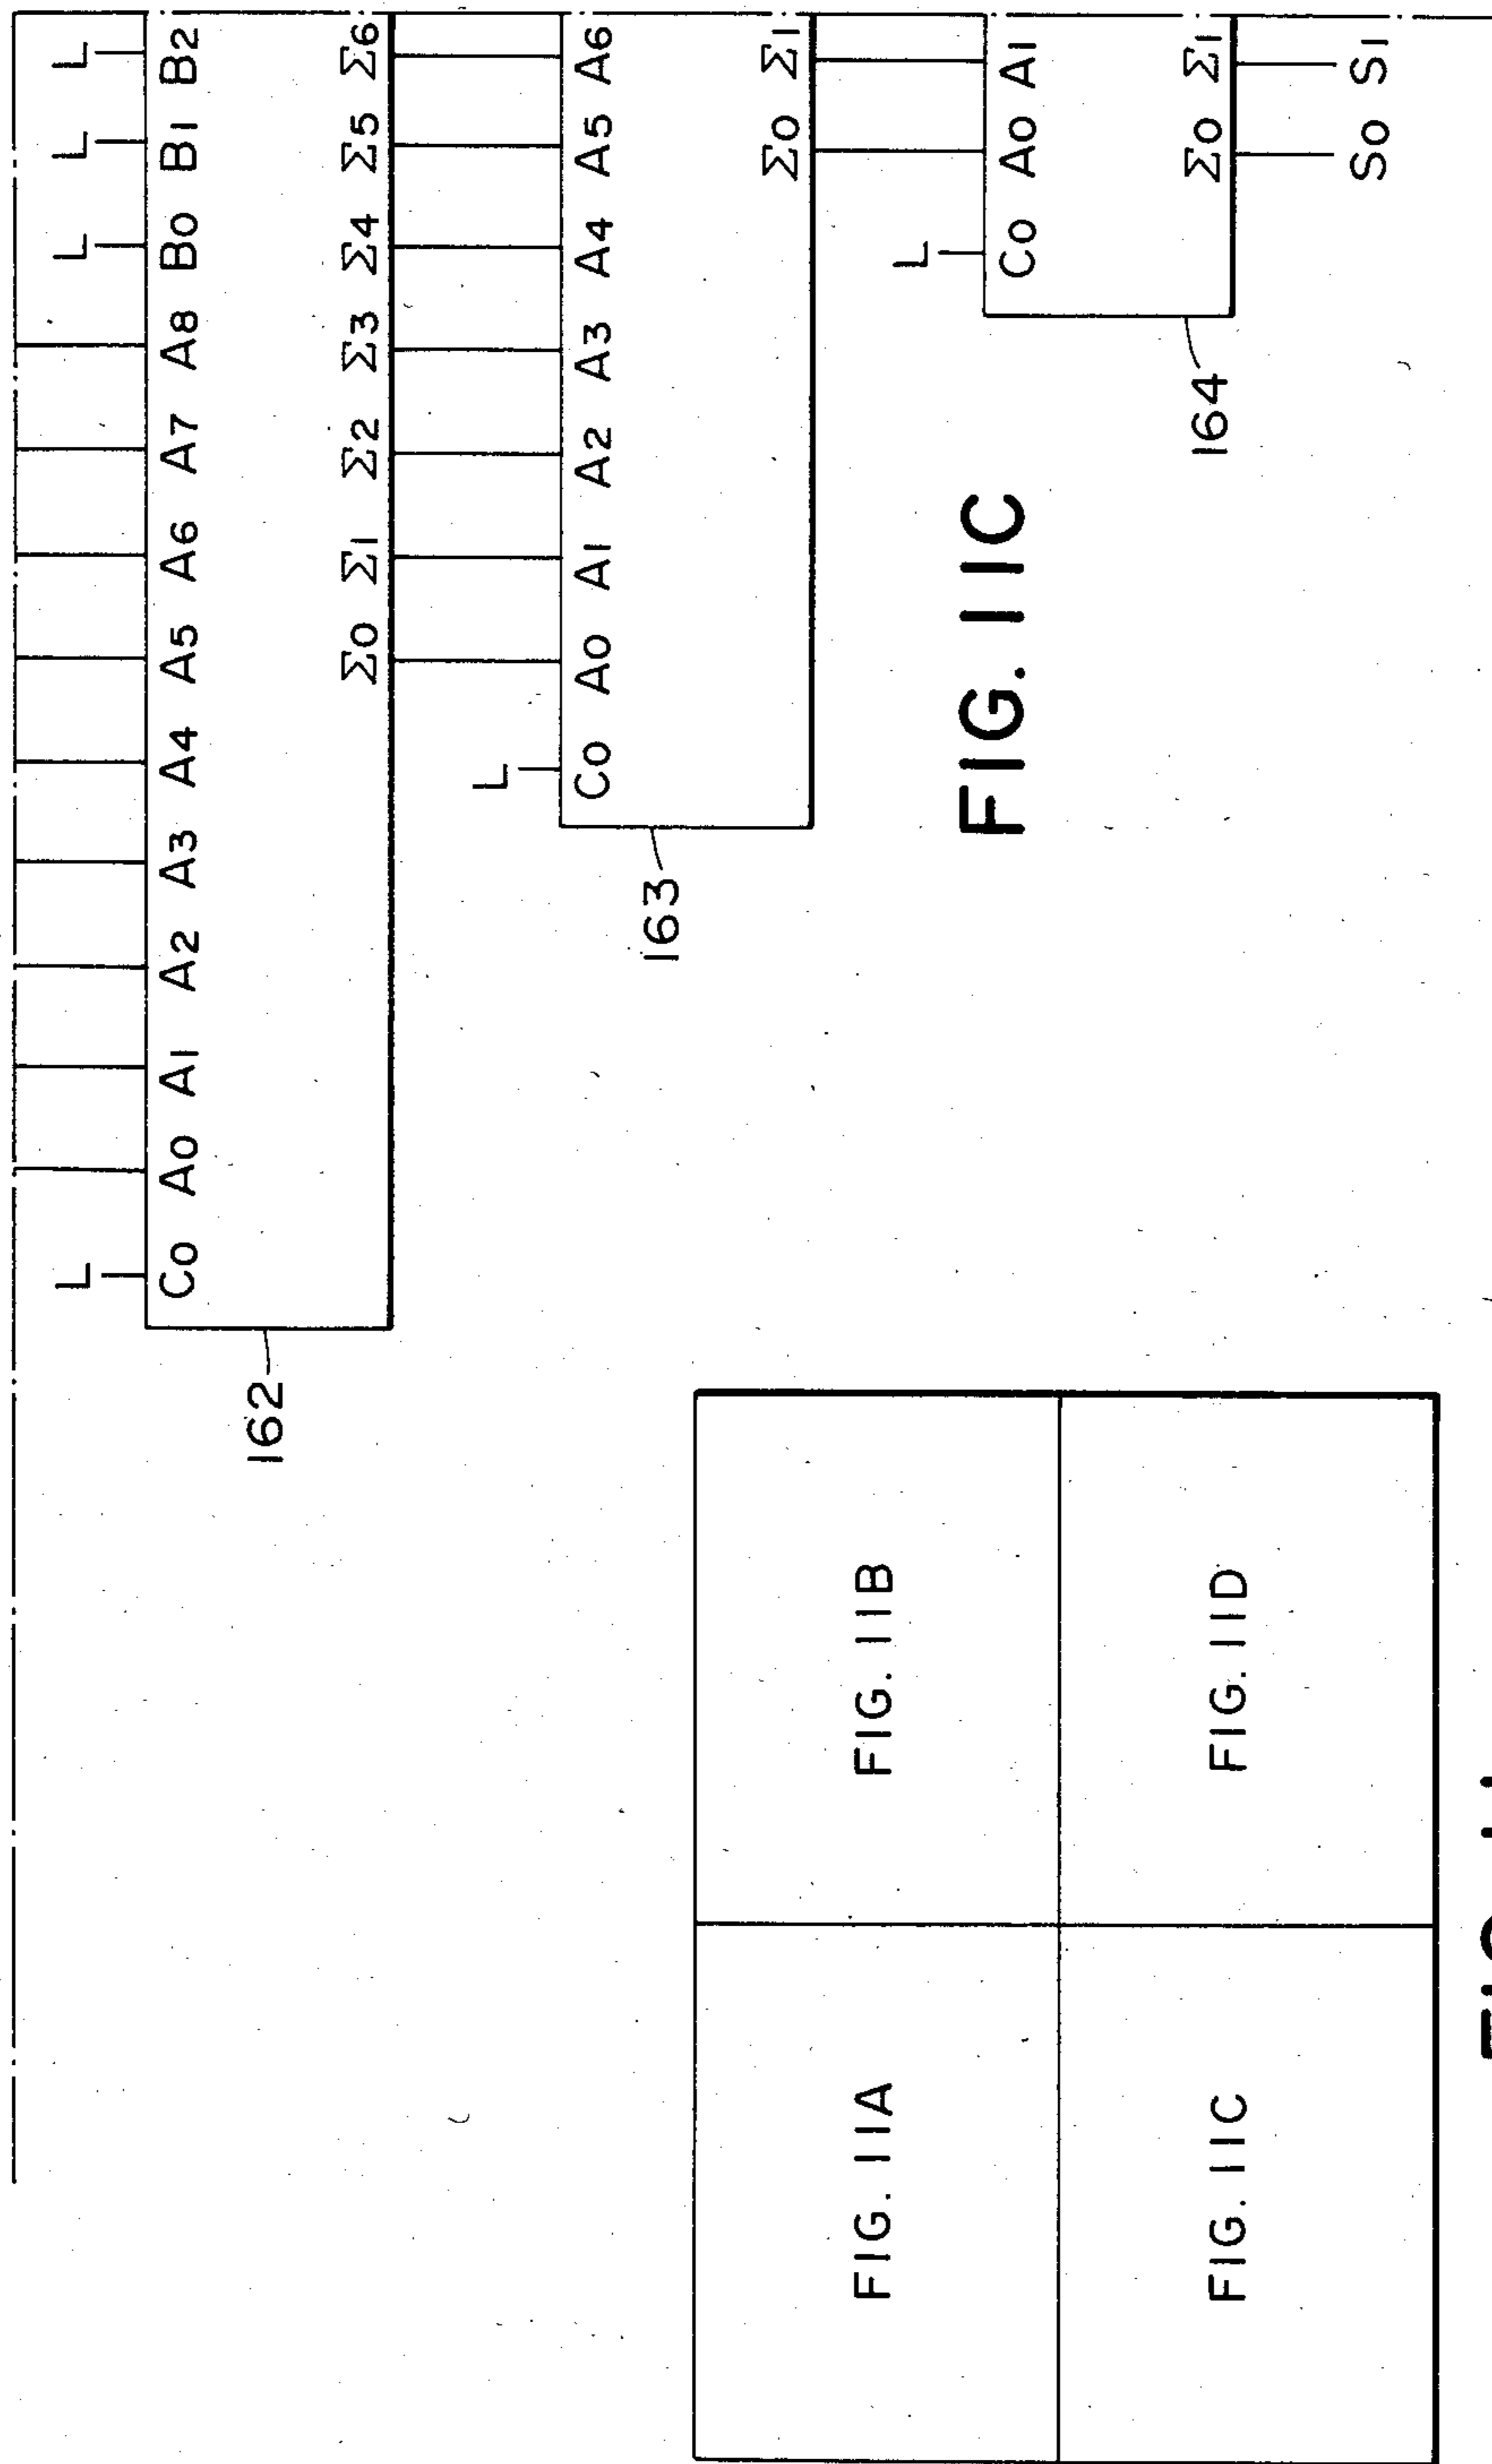 L L L L
C0 A0 A1 A2 A3 A4 A5 A6 A7 A8 B0 B1 B2
Σ0 Σ1 Σ2 Σ3 Σ4 Σ5 Σ6
162
L
C0 A0 A1 A2 A3 A4 A5 A6
Σ0 Σ1
163
L
C0 A0 A1
Σ0 Σ1
164
S0 S1
FIG. 11C
FIG. 11A FIG. 11B
FIG. 11C FIG. 11D